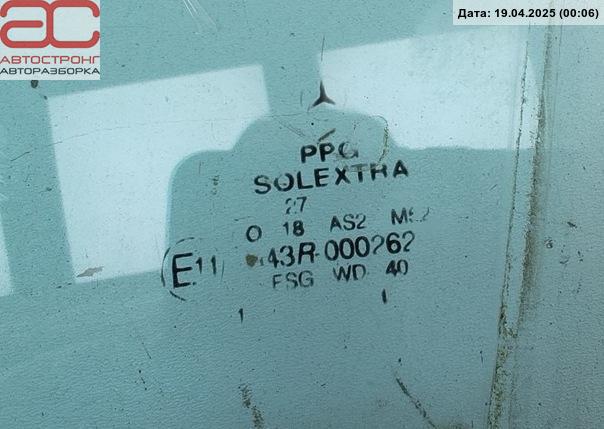 Дата: 19.04.2025 (00:06)
АС
АВТОСТРОНГ
АВТОРАЗБОРКА
PPG
SOLEXTRA
27
O 18 AS2
E11 43R-000262
FSG WD 40